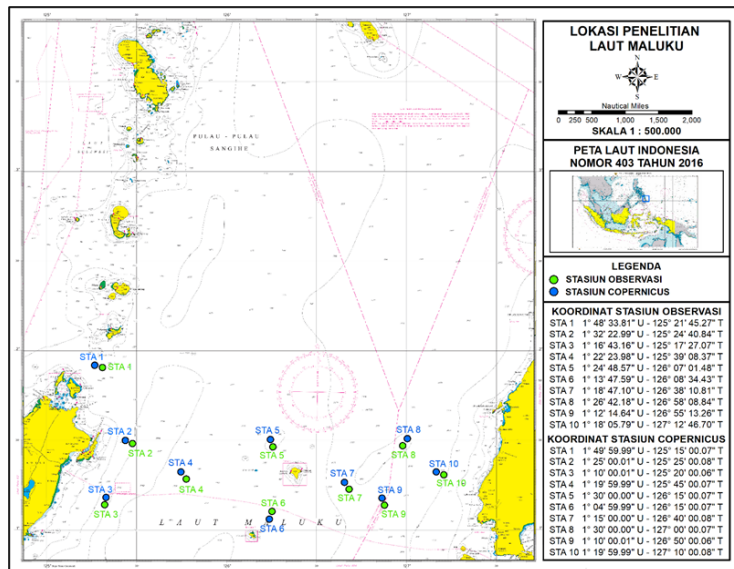 125°
126°
127°
PULAU - PULAU
SANGIHE
STA 1
STA 4
STA 2
STA 2
STA 3
STA 3
STA 4
STA 4
STA 5
STA 5
STA 6
STA 6
STA 7
STA 7
STA 8
STA 8
STA 9
STA 9
STA 10
STA 10
LAUT MALUKU
LOKASI PENELITIAN
LAUT MALUKU
N
W E
S
Nautical Miles
0 250 500 1,000 1,500 2,000
SKALA 1 : 500.000
PETA LAUT INDONESIA
NOMOR 403 TAHUN 2016
LEGENDA
STASIUN OBSERVASI
STASIUN COPERNICUS
KOORDINAT STASIUN OBSERVASI
STA 1 1° 48' 33.81" U - 125° 21' 45.27" T
STA 2 1° 32' 22.99" U - 125° 24' 40.84" T
STA 3 1° 16' 43.16" U - 125° 17' 27.07" T
STA 4 1° 22' 23.98" U - 125° 39' 08.37" T
STA 5 1° 24' 48.57" U - 126° 07' 01.48" T
STA 6 1° 13' 47.59" U - 126° 08' 34.43" T
STA 7 1° 18' 47.10" U - 126° 38' 10.81" T
STA 8 1° 26' 42.18" U - 126° 58' 08.84" T
STA 9 1° 12' 14.64" U - 126° 55' 13.26" T
STA 10 1° 18' 05.79" U - 127° 12' 46.70" T
KOORDINAT STASIUN COPERNICUS
STA 1 1° 49' 59.99" U - 125° 15' 00.07" T
STA 2 1° 25' 00.01" U - 125° 25' 00.08" T
STA 3 1° 10' 00.01" U - 125° 20' 00.06" T
STA 4 1° 19' 59.99" U - 125° 45' 00.07" T
STA 5 1° 30' 00.00" U - 126° 15' 00.07" T
STA 6 1° 04' 59.99" U - 126° 15' 00.07" T
STA 7 1° 15' 00.00" U - 126° 40' 00.08" T
STA 8 1° 30' 00.00" U - 127° 00' 00.07" T
STA 9 1° 10' 00.01" U - 126° 50' 00.06" T
STA 10 1° 19' 59.99" U - 127° 10' 00.08" T